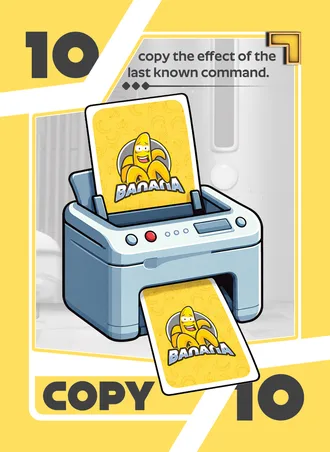 10
copy the effect of the
last known command.
BANANA
BANANA
COPY
10